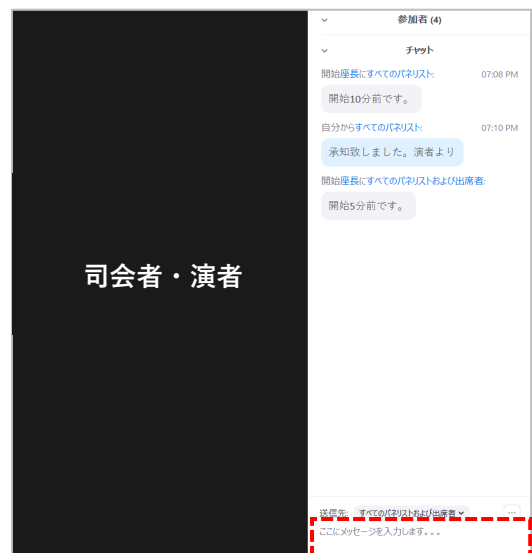 参加者 (4)
チャット
開始座長にすべてのパネリスト: 07:08 PM
開始10分前です。
自分からすべてのパネリスト: 07:10 PM
承知致しました。演者より
開始座長にすべてのパネリストおよび出席者:
開始5分前です。
司会者・演者
送信先: すべてのパネリストおよび出席者
ここにメッセージを入力します。。。